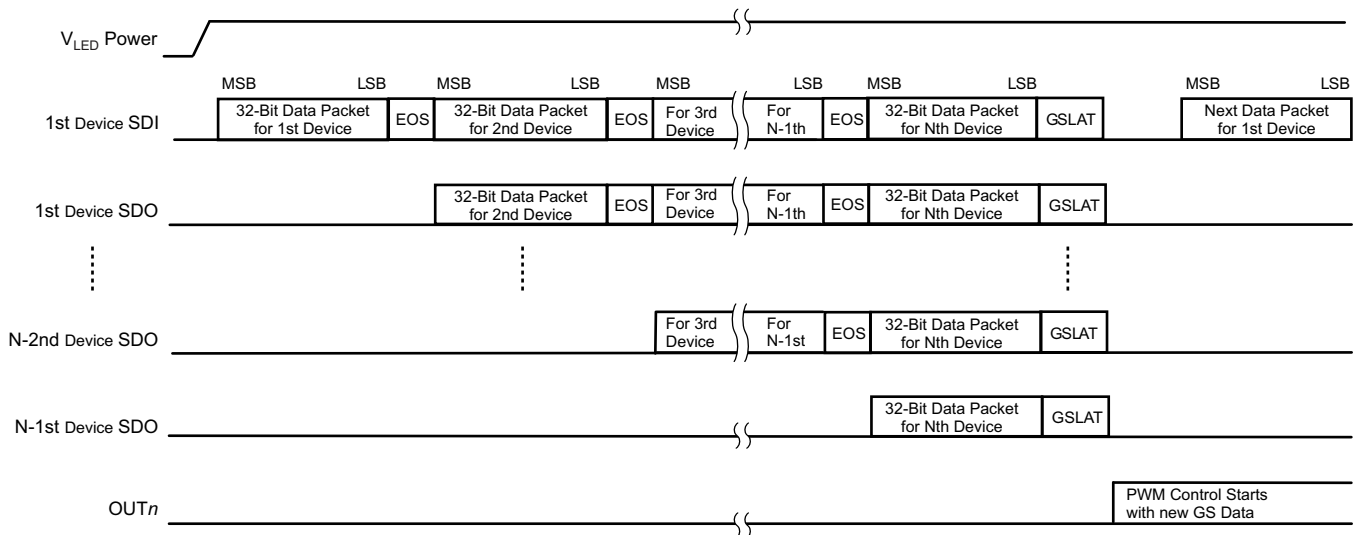 VLED Power
MSB LSB MSB LSB MSB LSB MSB LSB MSB LSB
1st Device SDI
32-Bit Data Packet
for 1st Device
EOS
32-Bit Data Packet
for 2nd Device
EOS
For 3rd
Device
For
N-1th
EOS
32-Bit Data Packet
for Nth Device
GSLAT
Next Data Packet
for 1st Device
1st Device SDO
32-Bit Data Packet
for 2nd Device
EOS
For 3rd
Device
For
N-1th
EOS
32-Bit Data Packet
for Nth Device
GSLAT
N-2nd Device SDO
For 3rd
Device
For
N-1st
EOS
32-Bit Data Packet
for Nth Device
GSLAT
N-1st Device SDO
32-Bit Data Packet
for Nth Device
GSLAT
OUTn
PWM Control Starts
with new GS Data